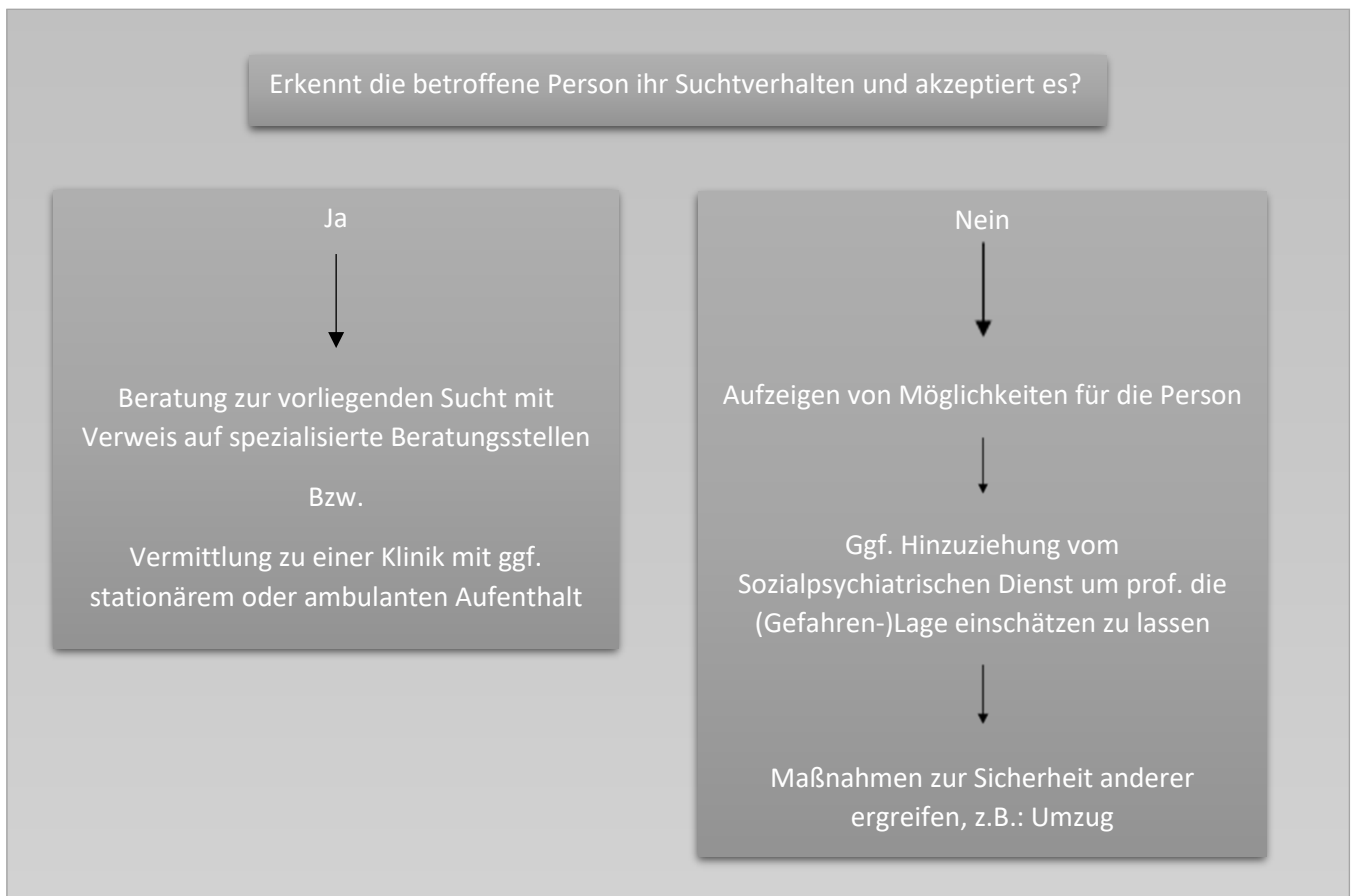 Erkennt die betroffene Person ihr Suchtverhalten und akzeptiert es?
Ja
Beratung zur vorliegenden Sucht mit
Verweis auf spezialisierte Beratungsstellen
Bzw.
Vermittlung zu einer Klinik mit ggf.
stationärem oder ambulanten Aufenthalt
Nein
Aufzeigen von Möglichkeiten für die Person
Ggf. Hinzuziehung vom
Sozialpsychiatrischen Dienst um prof. die
(Gefahren-)Lage einschätzen zu lassen
Maßnahmen zur Sicherheit anderer
ergreifen, z.B.: Umzug